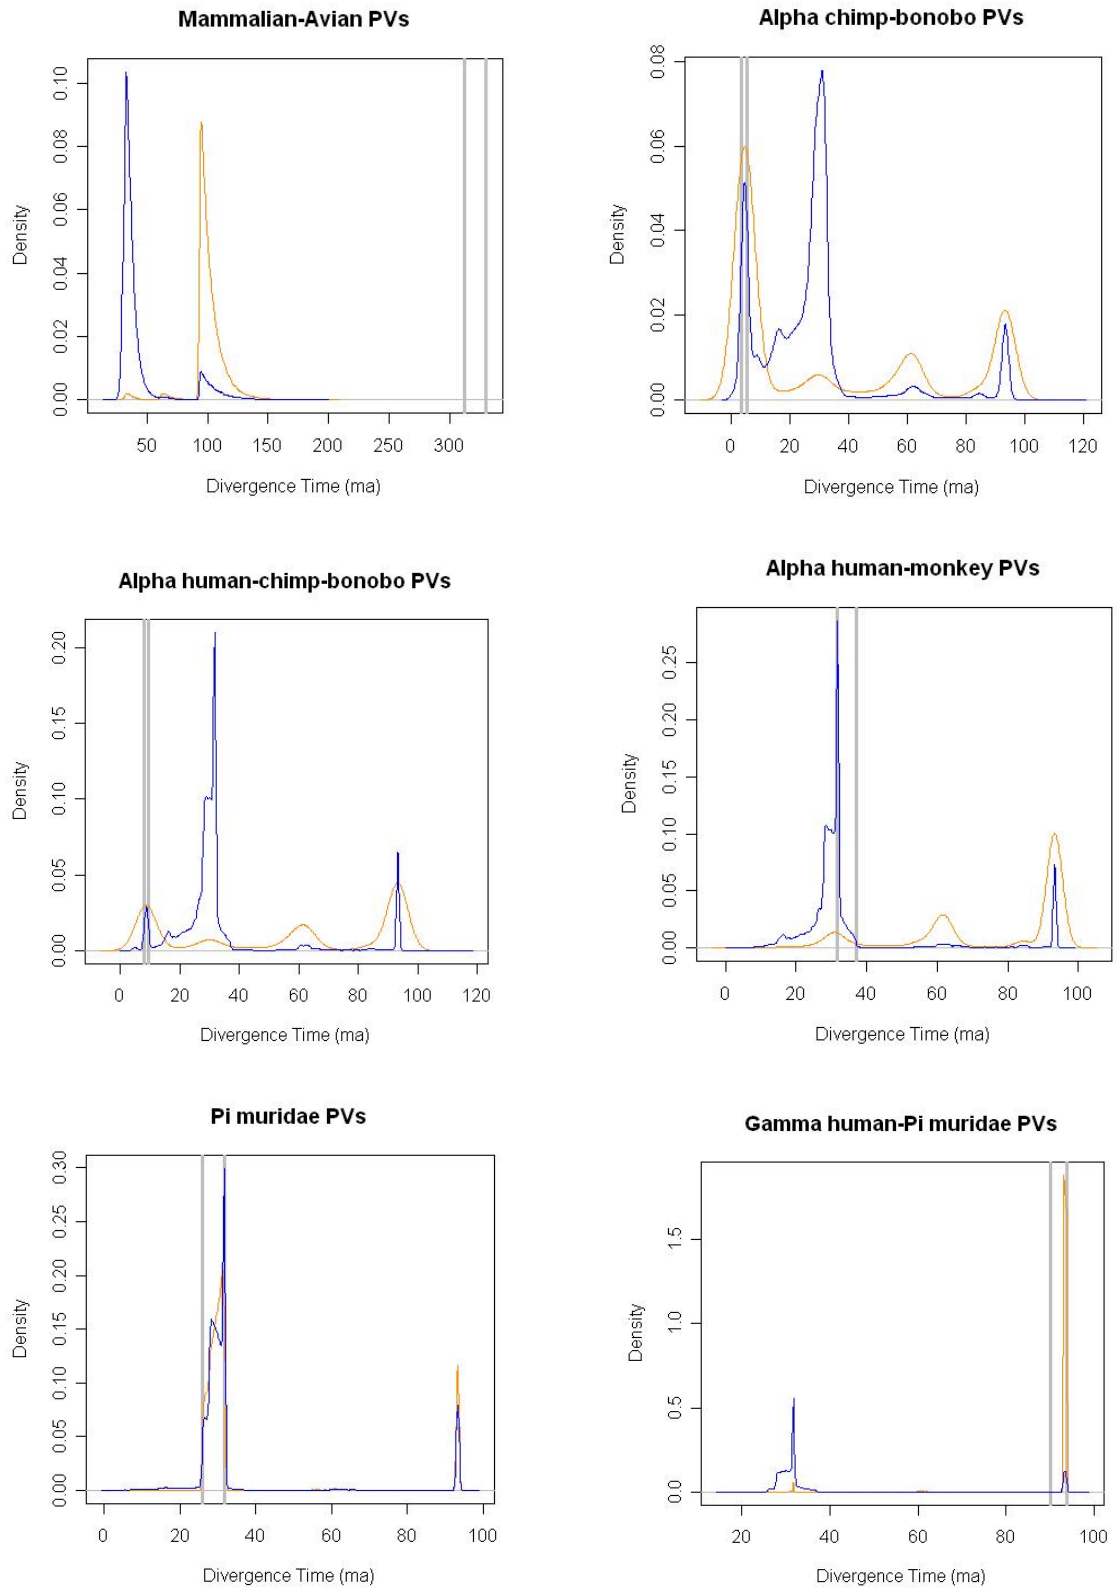 Mammalian-Avian PVs
Density
0.00 0.02 0.04 0.06 0.08 0.10
50 100 150 200 250 300
Divergence Time (ma)
Alpha chimp-bonobo PVs
Density
0.00 0.02 0.04 0.06 0.08
0 20 40 60 80 100 120
Divergence Time (ma)
Alpha human-chimp-bonobo PVs
Density
0.00 0.05 0.10 0.15 0.20
0 20 40 60 80 100 120
Divergence Time (ma)
Alpha human-monkey PVs
Density
0.00 0.05 0.10 0.15 0.20 0.25
0 20 40 60 80 100
Divergence Time (ma)
Pi muridae PVs
Density
0.00 0.05 0.10 0.15 0.20 0.25 0.30
0 20 40 60 80 100
Divergence Time (ma)
Gamma human-Pi muridae PVs
Density
0.0 0.5 1.0 1.5
20 40 60 80 100
Divergence Time (ma)